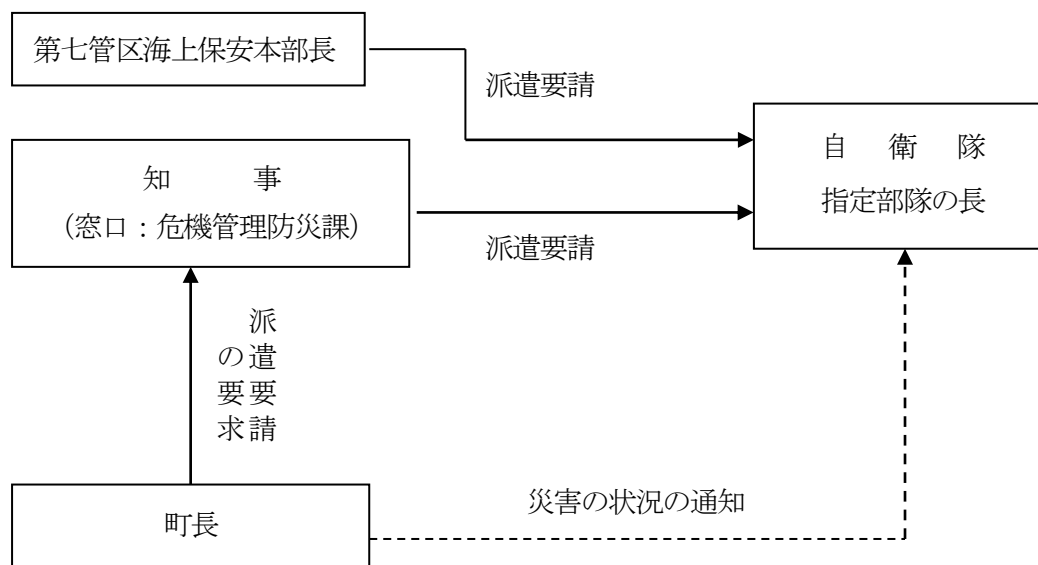 第七管区海上保安本部長
派遣要請
自　衛　隊
指定部隊の長
知　　事
（窓口：危機管理防災課）
派遣要請
派遣要請
の要求
災害の状況の通知
町長